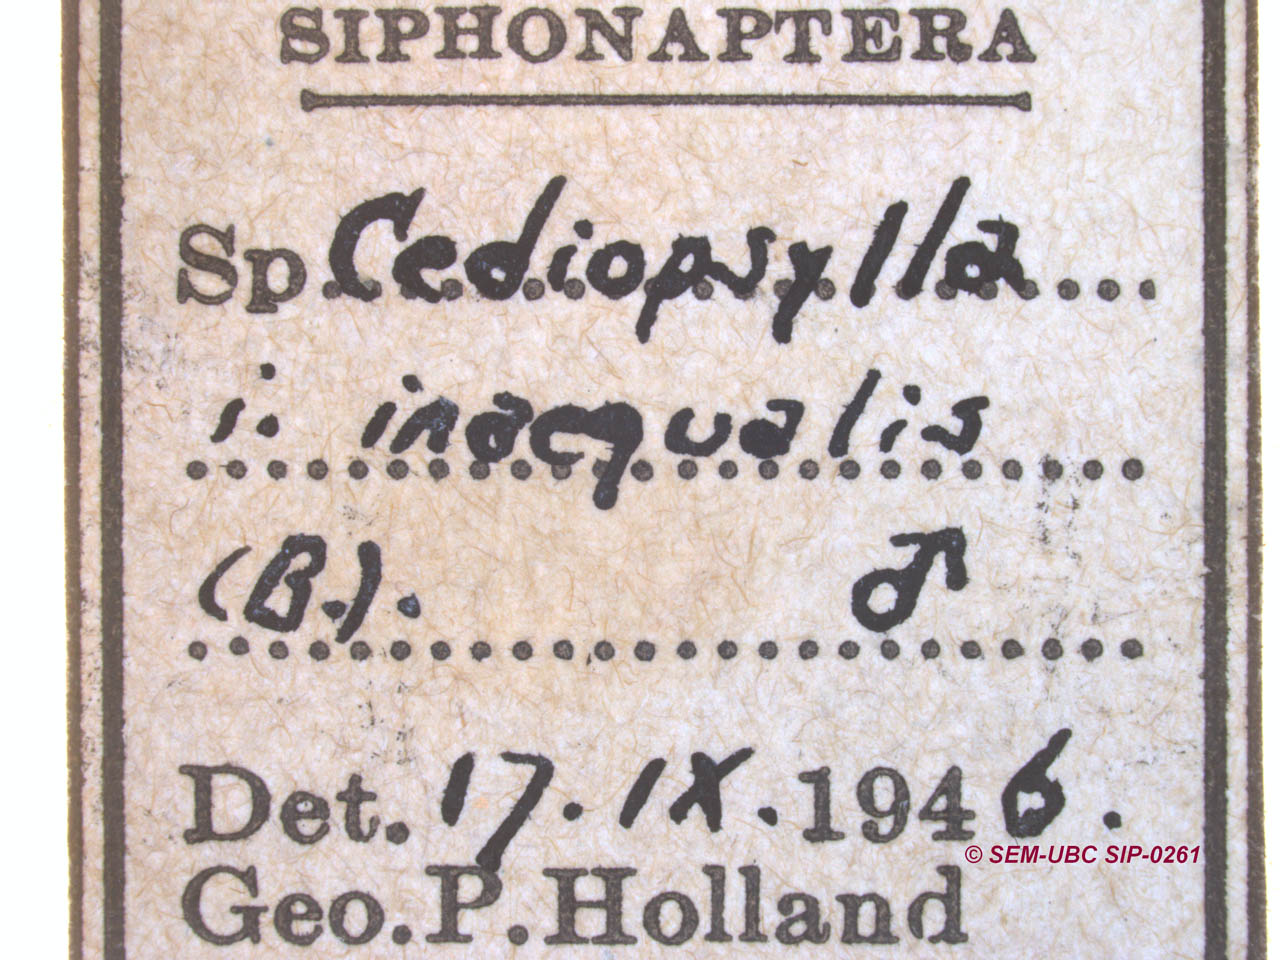 SIPHONAPTERA
Sp. Cediopsylla
i. inaequalis
(B.). ♂
Det. 17. IX. 1946.
© SEM-UBC SIP-0261
Geo. P. Holland